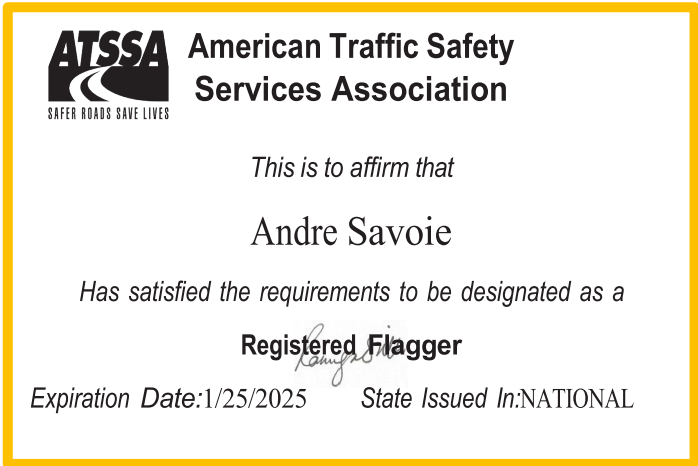 ATSSA
SAFER ROADS SAVE LIVES
American Traffic Safety
Services Association
This is to affirm that
Andre Savoie
Has satisfied the requirements to be designated as a
Registered Flagger
Expiration Date:1/25/2025 State Issued In:NATIONAL